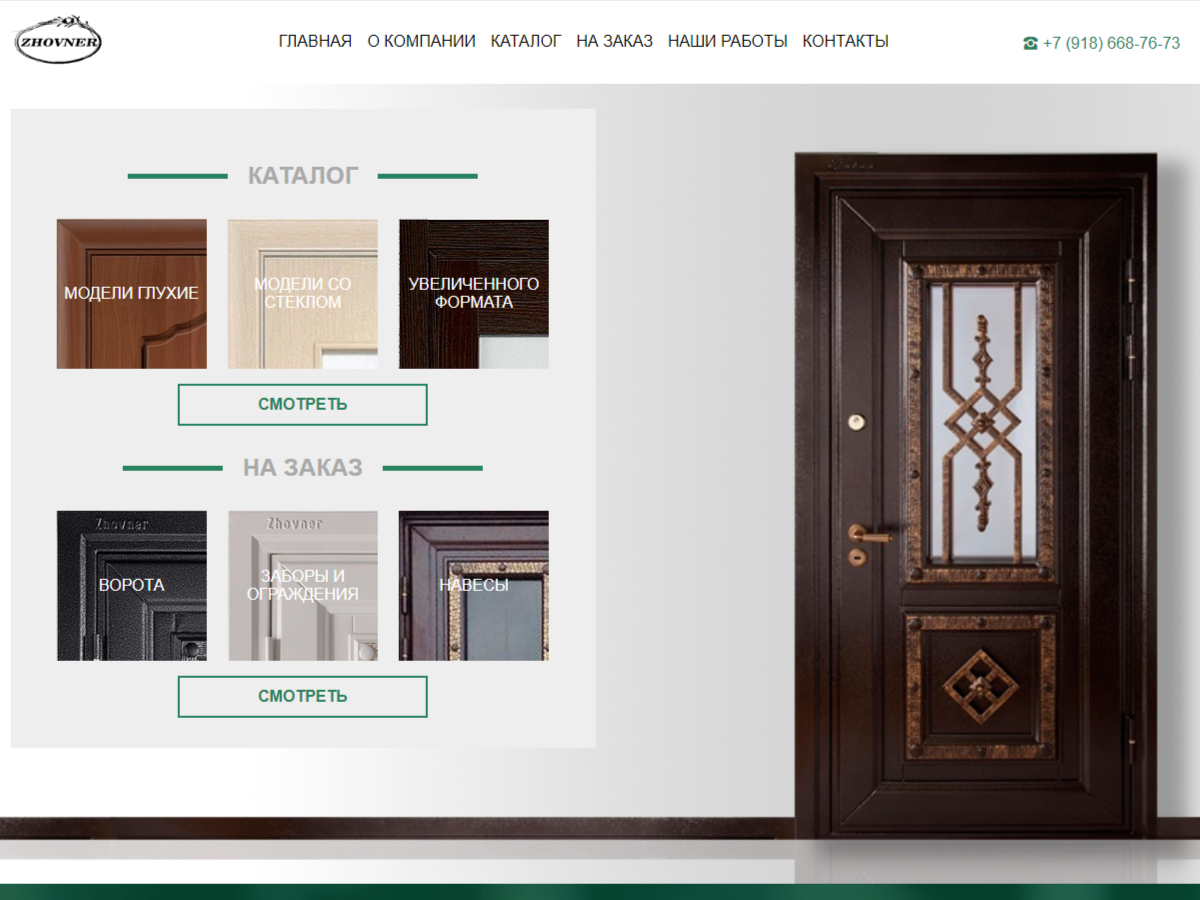 ZHOVNER
ГЛАВНАЯ О КОМПАНИИ КАТАЛОГ НА ЗАКАЗ НАШИ РАБОТЫ КОНТАКТЫ
+7 (918) 668-76-73
КАТАЛОГ
МОДЕЛИ ГЛУХИЕ
МОДЕЛИ СО
СТЕКЛОМ
УВЕЛИЧЕННОГО
ФОРМАТА
СМОТРЕТЬ
НА ЗАКАЗ
Zhovner
ВОРОТА
Zhovner
ЗАБОРЫ И
ОГРАЖДЕНИЯ
НАВЕСЫ
СМОТРЕТЬ